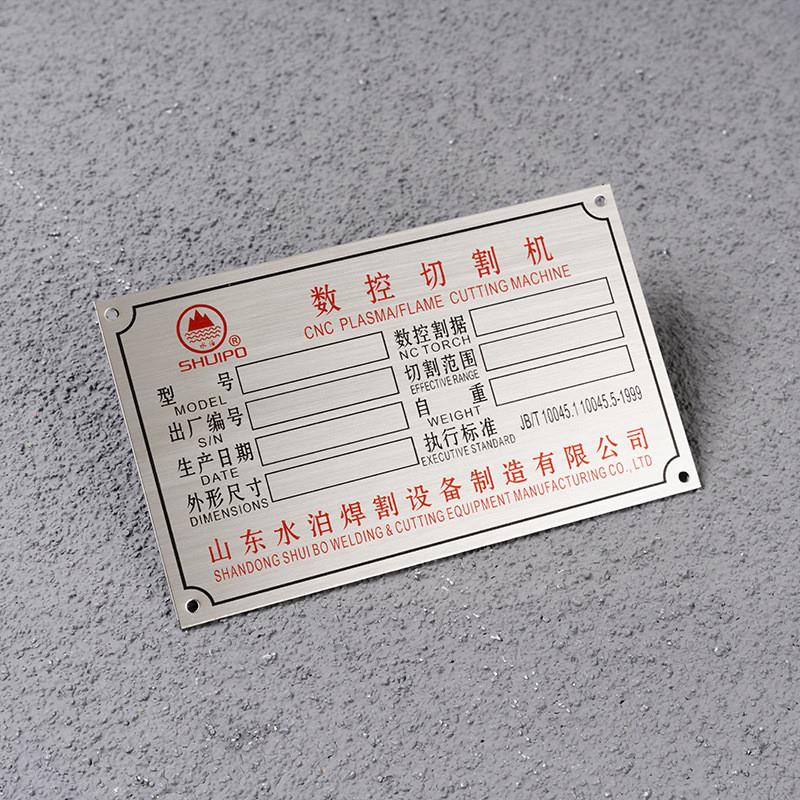 数控切割机
CNC PLASMA/FLAME CUTTING MACHINE
水泊
SHUIPO®
型号
MODEL
出厂编号
S/N
生产日期
DATE
外形尺寸
DIMENSIONS
数控割据
NC TORCH
切割范围
EFFECTIVE RANGE
自重
WEIGHT
执行标准 JB/T 10045.1 10045.5-1999
EXECUTIVE STANDARD
山东水泊焊割设备制造有限公司
SHANDONG SHUI BO WELDING & CUTTING EQUIPMENT MANUFACTURING CO., LTD